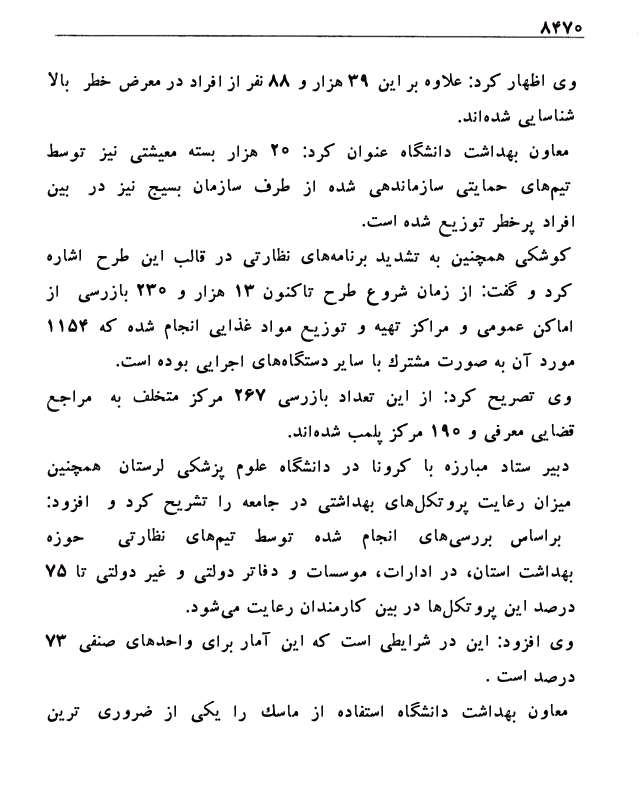 ۸۴۷۰
وی اظهار کرد: علاوه بر این ۳۹ هزار و ۸۸ نفر از افراد در معرض خطر بالا
شناسایی شده‌اند.
معاون بهداشت دانشگاه عنوان کرد: ۲۰ هزار بسته معیشتی نیز توسط
تیم‌های حمایتی سازماندهی شده از طرف سازمان بسیج نیز در بین
افراد پرخطر توزیع شده است.
کوشکی همچنین به تشدید برنامه‌های نظارتی در قالب این طرح اشاره
کرد و گفت: از زمان شروع طرح تاکنون ۱۳ هزار و ۲۳۰ بازرسی از
اماکن عمومی و مراکز تهیه و توزیع مواد غذایی انجام شده که ۱۱۵۴
مورد آن به صورت مشترك با سایر دستگاه‌های اجرایی بوده است.
وی تصریح کرد: از این تعداد بازرسی ۲۶۷ مرکز متخلف به مراجع
قضایی معرفی و ۱۹۰ مرکز پلمب شده‌اند.
دبیر ستاد مبارزه با کرونا در دانشگاه علوم پزشکی لرستان همچنین
میزان رعایت پروتکل‌های بهداشتی در جامعه را تشریح کرد و افزود:
براساس بررسی‌های انجام شده توسط تیم‌های نظارتی حوزه
بهداشت استان، در ادارات، موسسات و دفاتر دولتی و غیر دولتی تا ۷۵
درصد این پروتکل‌ها در بین کارمندان رعایت می‌شود.
وی افزود: این در شرایطی است که این آمار برای واحدهای صنفی ۷۳
درصد است .
معاون بهداشت دانشگاه استفاده از ماسك را یکی از ضروری ترین